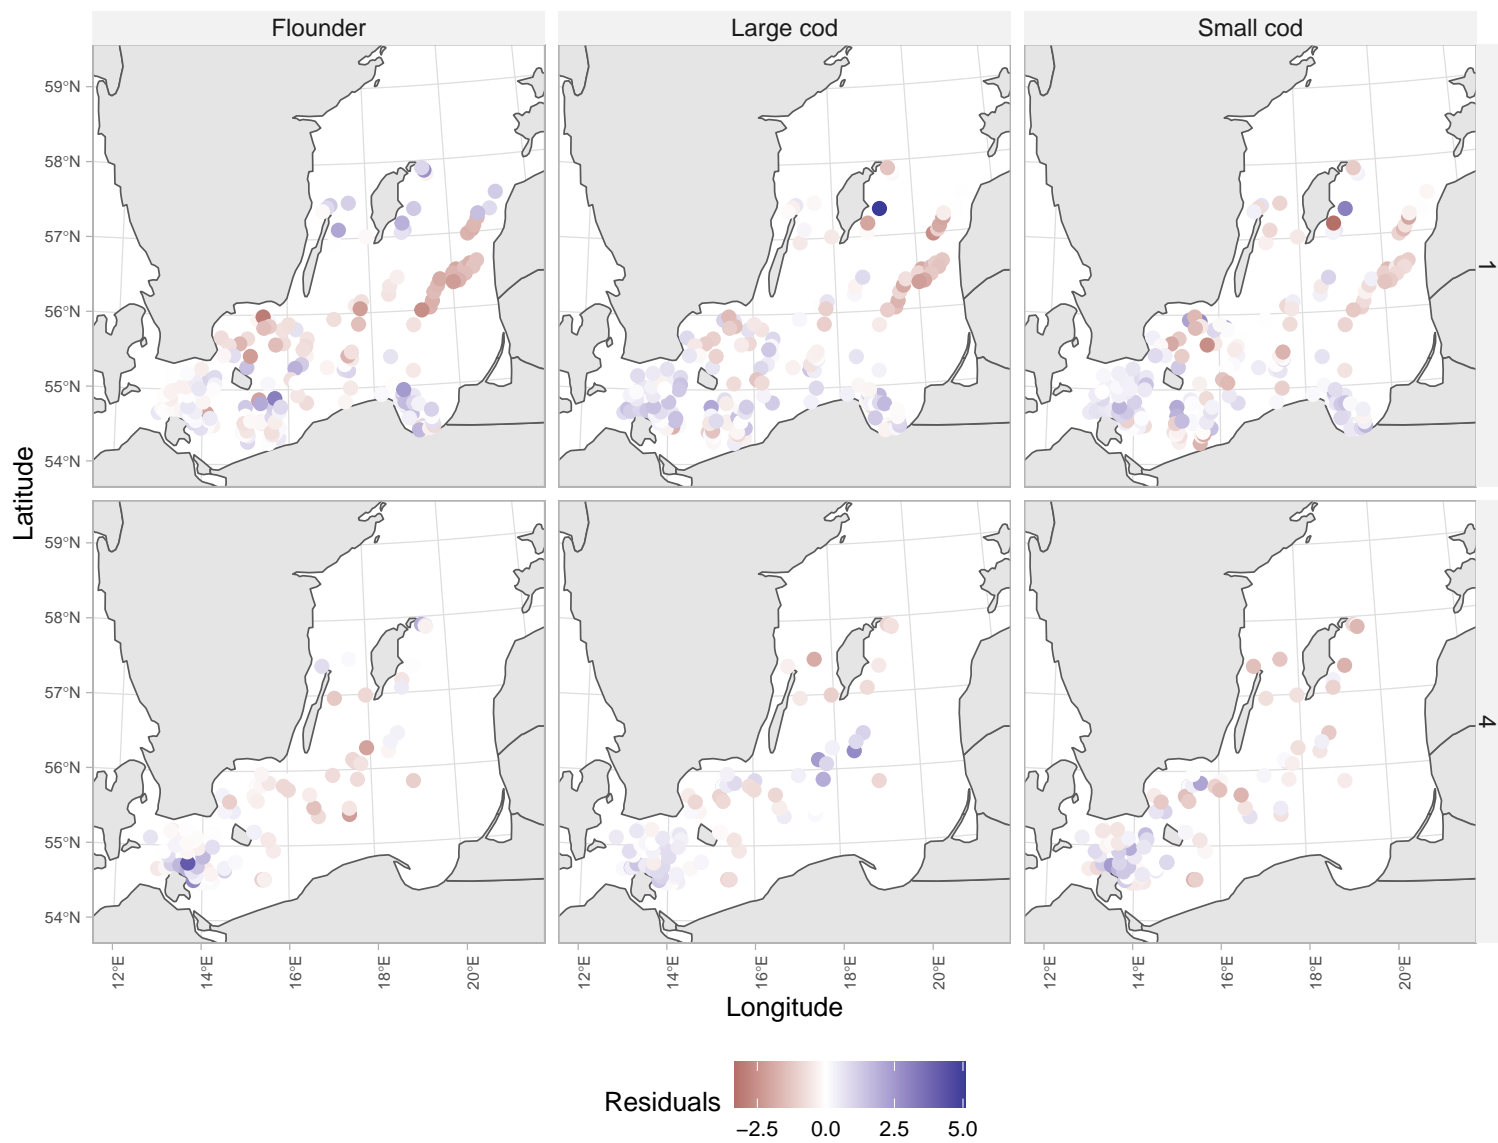 Flounder Large cod Small cod
59°N
58°N
57°N
56°N
55°N
54°N
1
59°N
58°N
57°N
56°N
55°N
54°N
4
Latitude
12°E 14°E 16°E 18°E 20°E 12°E 14°E 16°E 18°E 20°E 12°E 14°E 16°E 18°E 20°E
Longitude
Residuals
−2.5 0.0 2.5 5.0